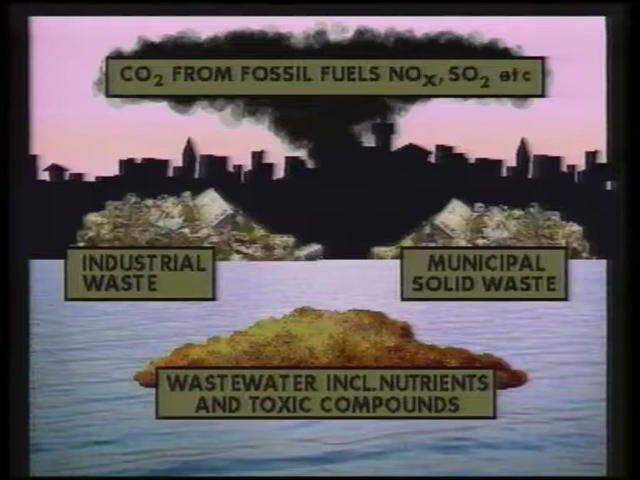 CO2 FROM FOSSIL FUELS NOX, SO2 etc
INDUSTRIAL
WASTE
MUNICIPAL
SOLID WASTE
WASTEWATER INCL.NUTRIENTS
AND TOXIC COMPOUNDS